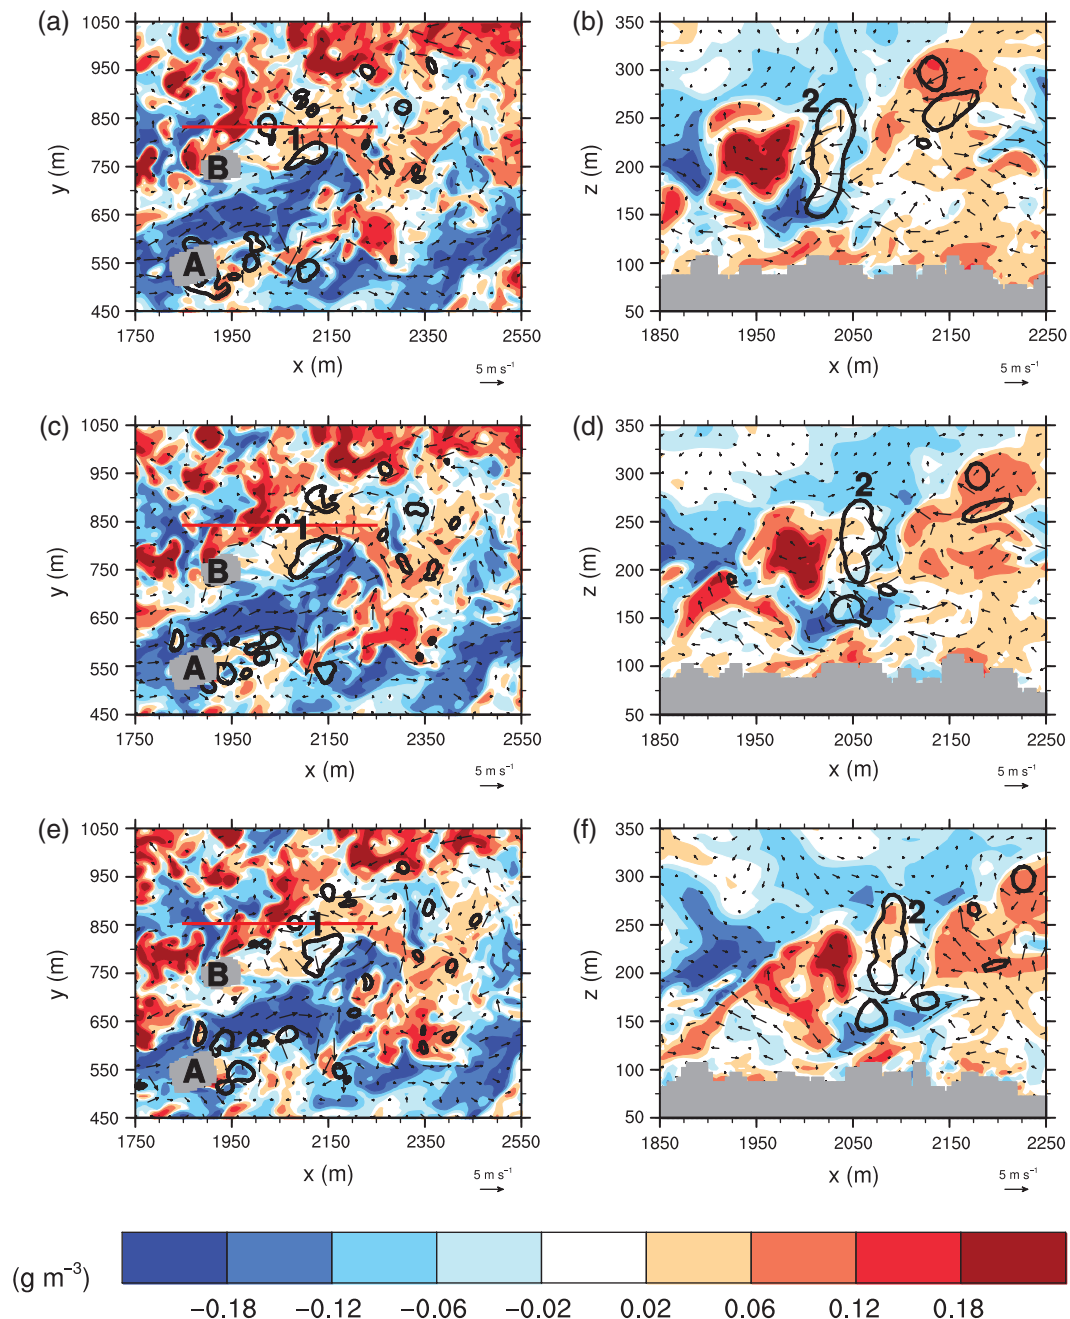 (a)
1050
950
850
750
650
550
450
y (m)
1
B
A
1750
1950
2150
2350
2550
x (m)
5 m s⁻¹
(b)
350
300
250
200
150
100
50
z (m)
2
1850
1950
2050
2150
2250
x (m)
5 m s⁻¹
(c)
1050
950
850
750
650
550
450
y (m)
1
B
A
1750
1950
2150
2350
2550
x (m)
5 m s⁻¹
(d)
350
300
250
200
150
100
50
z (m)
2
1850
1950
2050
2150
2250
x (m)
5 m s⁻¹
(e)
1050
950
850
750
650
550
450
y (m)
1
B
A
1750
1950
2150
2350
2550
x (m)
5 m s⁻¹
(f)
350
300
250
200
150
100
50
z (m)
2
1850
1950
2050
2150
2250
x (m)
5 m s⁻¹
(g m⁻³)
−0.18 −0.12 −0.06 −0.02 0.02 0.06 0.12 0.18